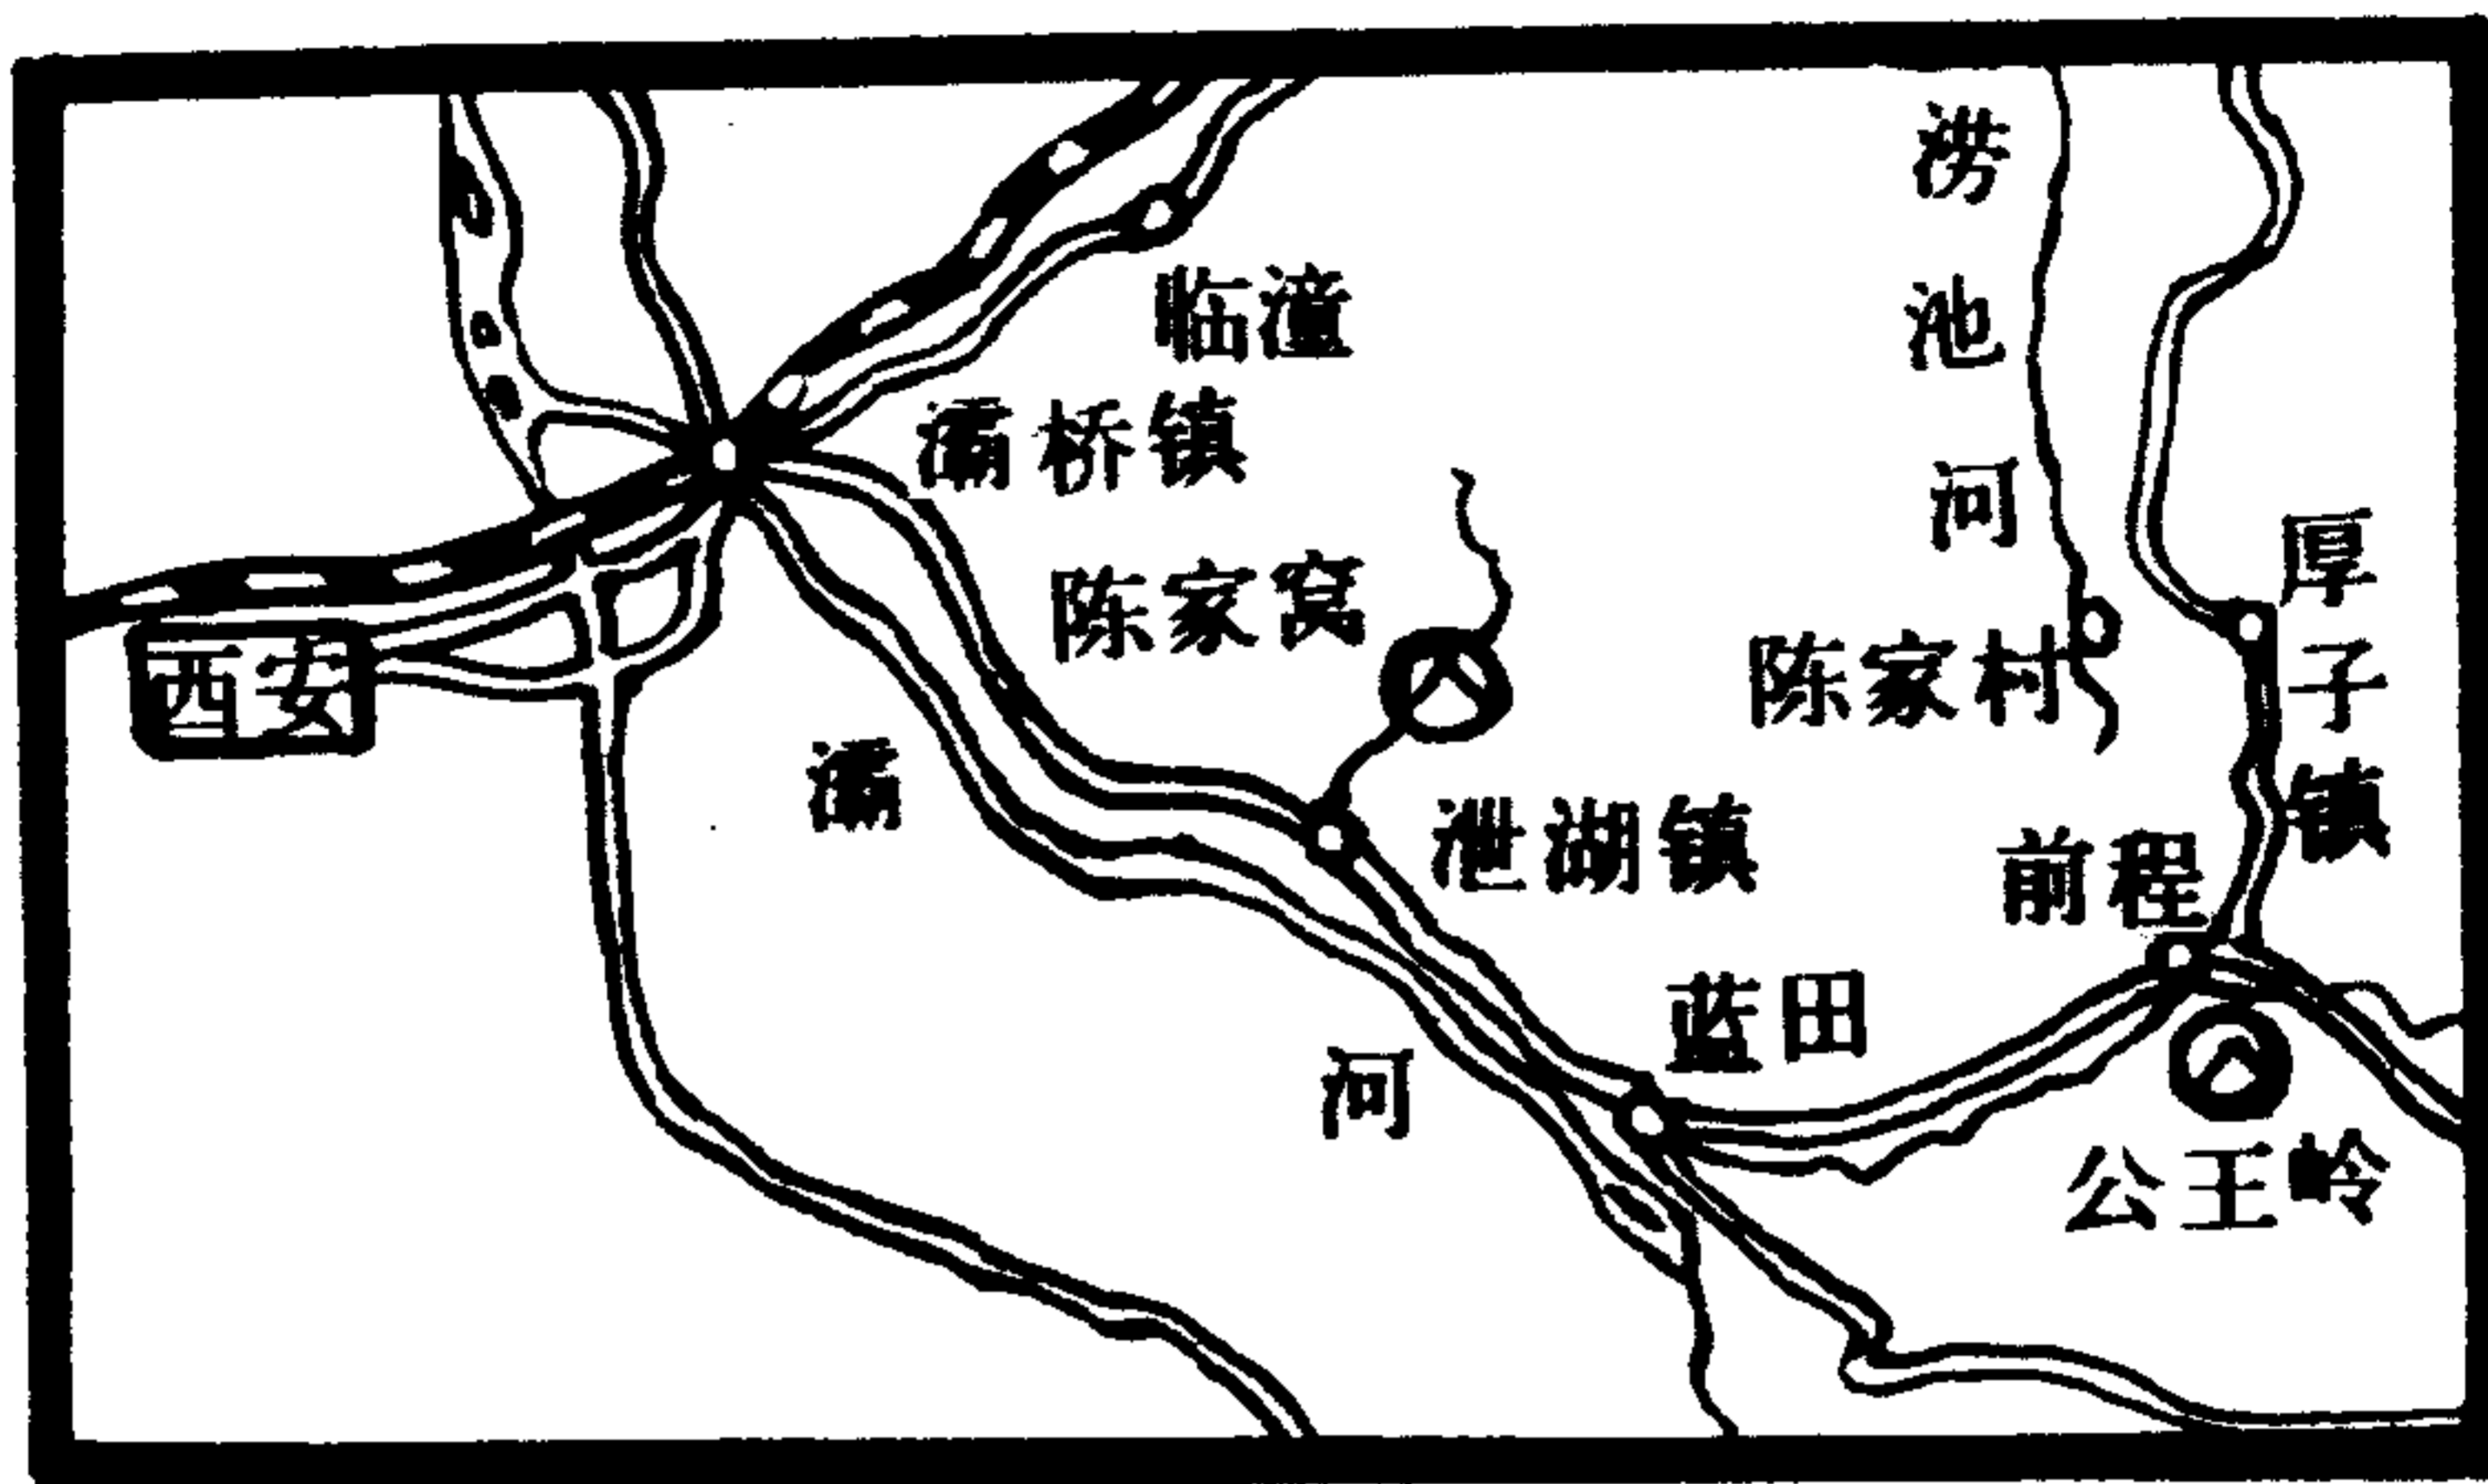 涝池河
临潼
灞桥镇
厚子镇
陈家窝
陈家村
西安
灞河
泄湖镇
前程
蓝田
公王岭